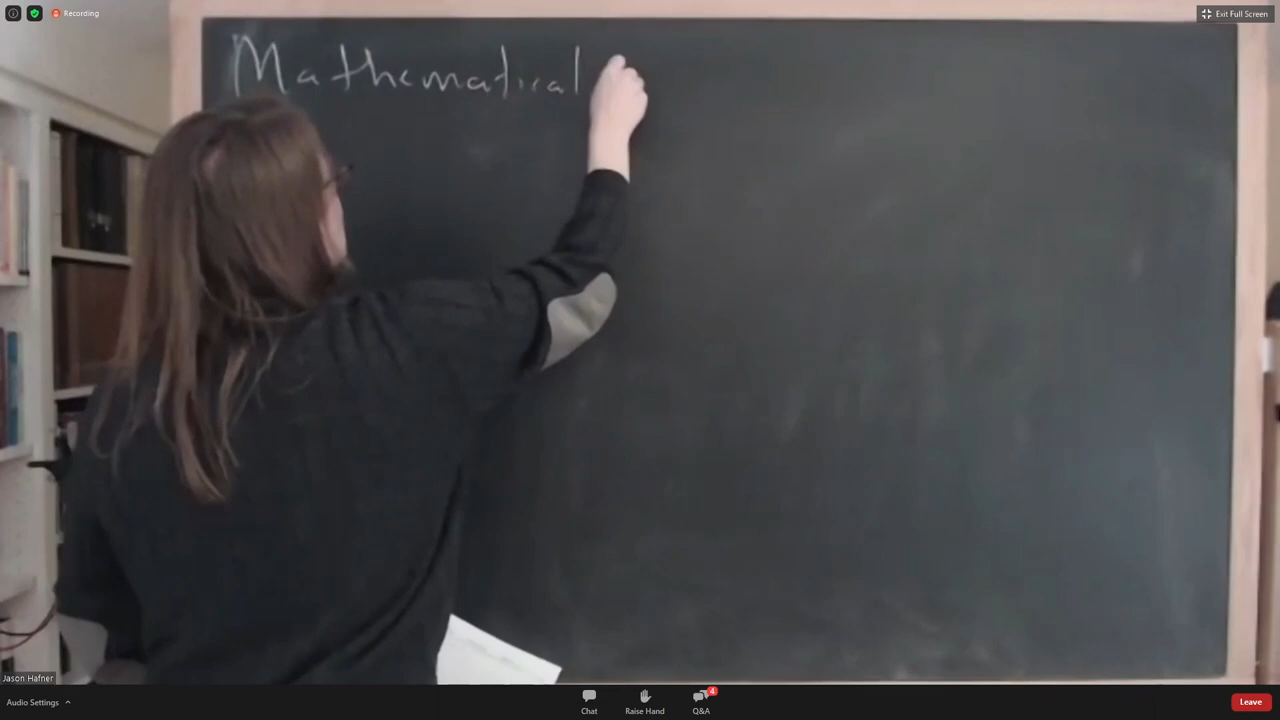 Recording
Exit Full Screen
Mathematical
Jason Hafner
Audio Settings
Chat
Raise Hand
4
Q&A
Leave